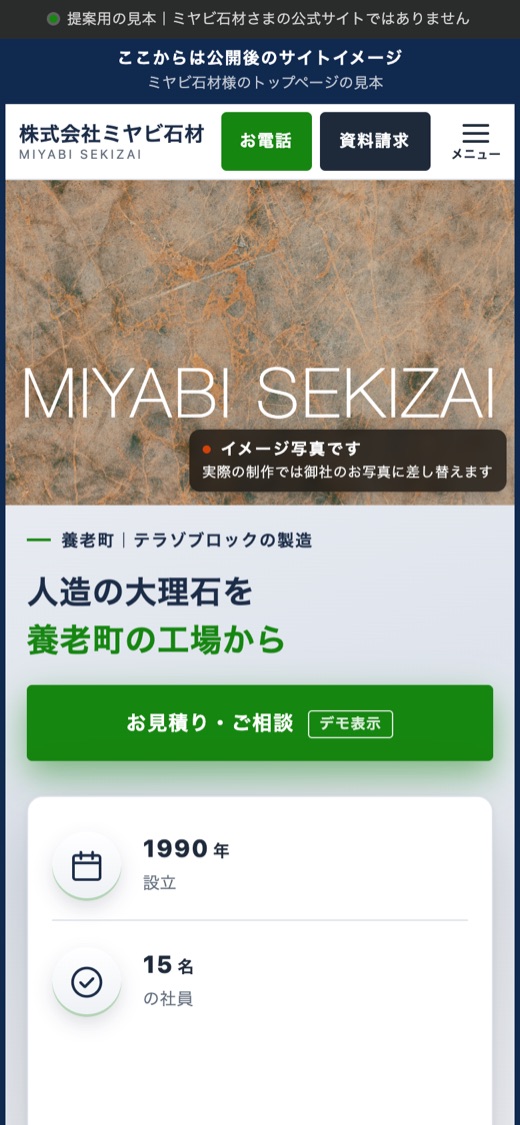 提案用の見本｜ミヤビ石材さまの公式サイトではありません
ここからは公開後のサイトイメージ
ミヤビ石材様のトップページの見本
株式会社ミヤビ石材
MIYABI SEKIZAI
お電話
資料請求
メニュー
MIYABI SEKIZAI
イメージ写真です
実際の制作では御社のお写真に差し替えます
養老町｜テラゾブロックの製造
人造の大理石を
養老町の工場から
お見積り・ご相談 デモ表示
1990 年
設立
15 名
の社員